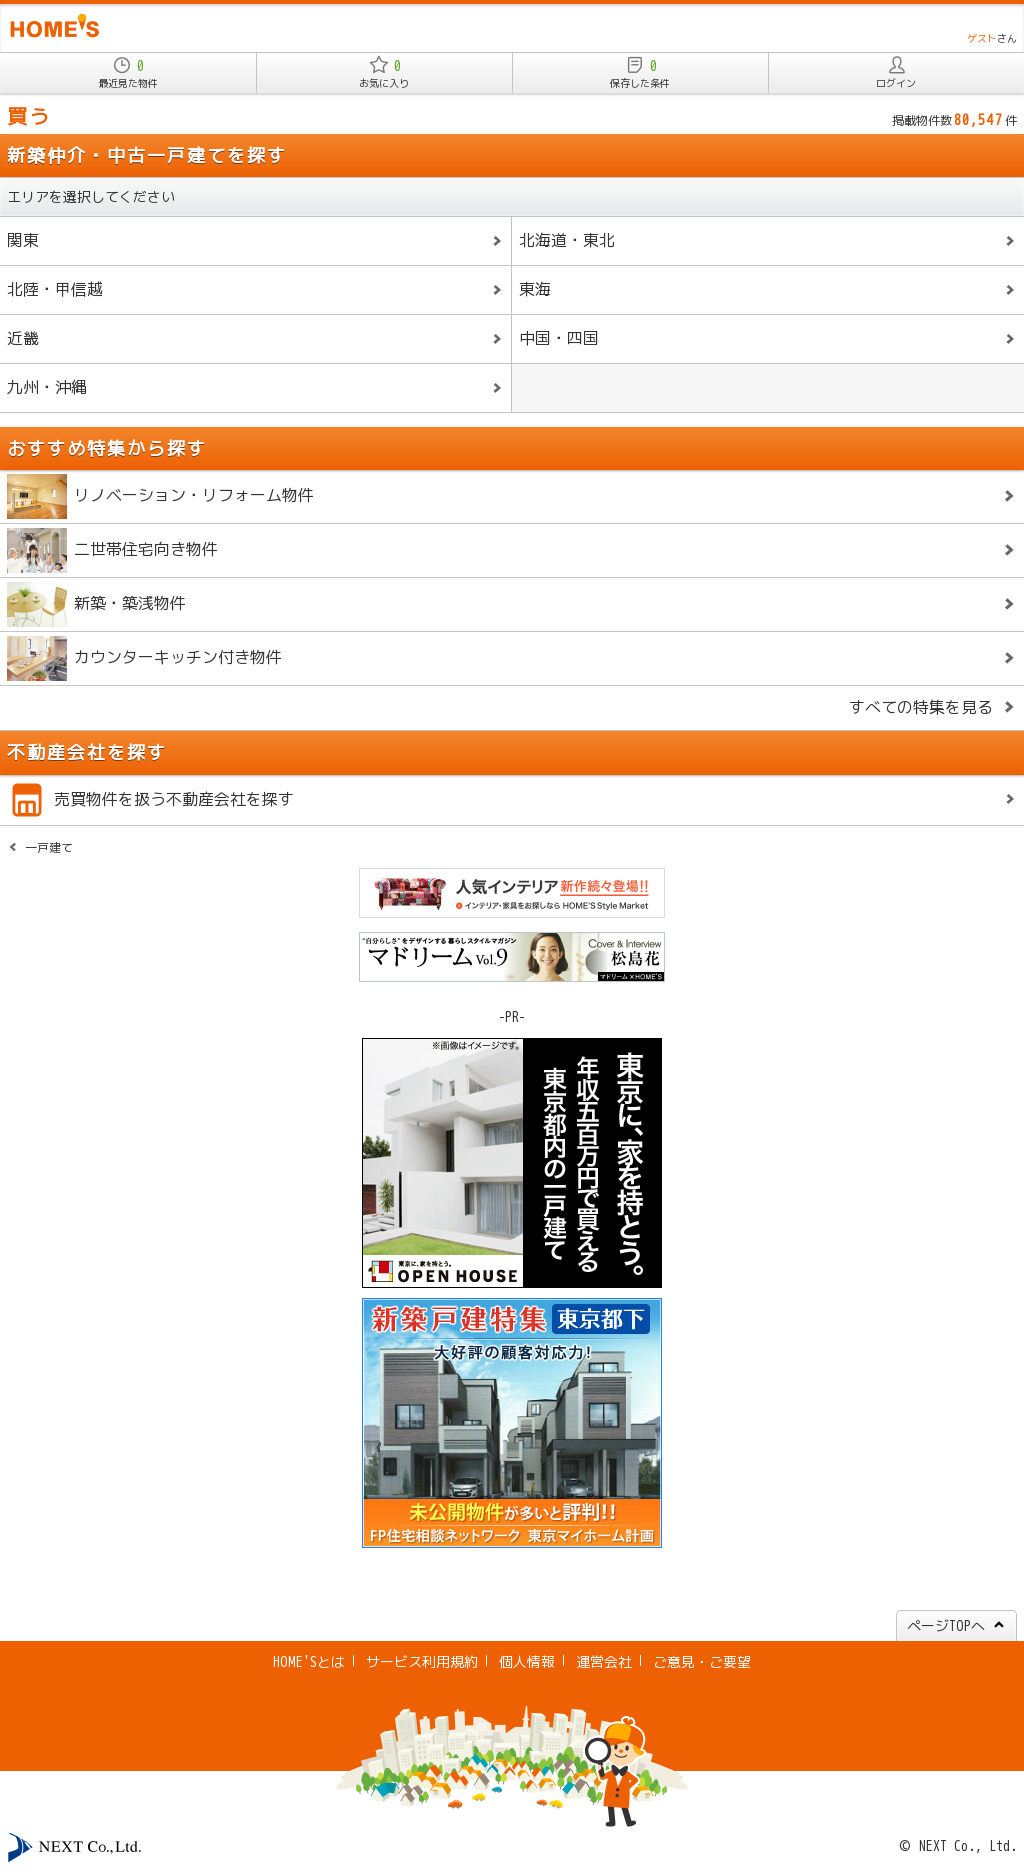 HOME'S
ゲストさん
0 0 0
最近見た物件 お気に入り 保存した条件 ログイン
買う 掲載物件数80,547件
新築仲介・中古一戸建てを探す
エリアを選択してください
関東 北海道・東北
北陸・甲信越 東海
近畿 中国・四国
九州・沖縄
おすすめ特集から探す
リノベーション・リフォーム物件
二世帯住宅向き物件
新築・築浅物件
カウンターキッチン付き物件
すべての特集を見る
不動産会社を探す
売買物件を扱う不動産会社を探す
一戸建て
人気インテリア新作続々登場!!
インテリア・家具をお探しなら HOME'S Style Market
"自分らしさ"をデザインする暮らしスタイルマガジン
マドリーム Vol.9
Cover & Interview
松島花
マドリーム×HOME'S
-PR-
※画像はイメージです。
東京に、家を持とう。
年収五百万円で買える
東京都内の一戸建て
東京に、家を持とう。
OPEN HOUSE
新築戸建特集 東京都下
大好評の顧客対応力!
未公開物件が多いと評判!!
FP住宅相談ネットワーク 東京マイホーム計画
ページTOPへ
HOME'Sとは サービス利用規約 個人情報 運営会社 ご意見・ご要望
NEXT Co.,Ltd. © NEXT Co., Ltd.